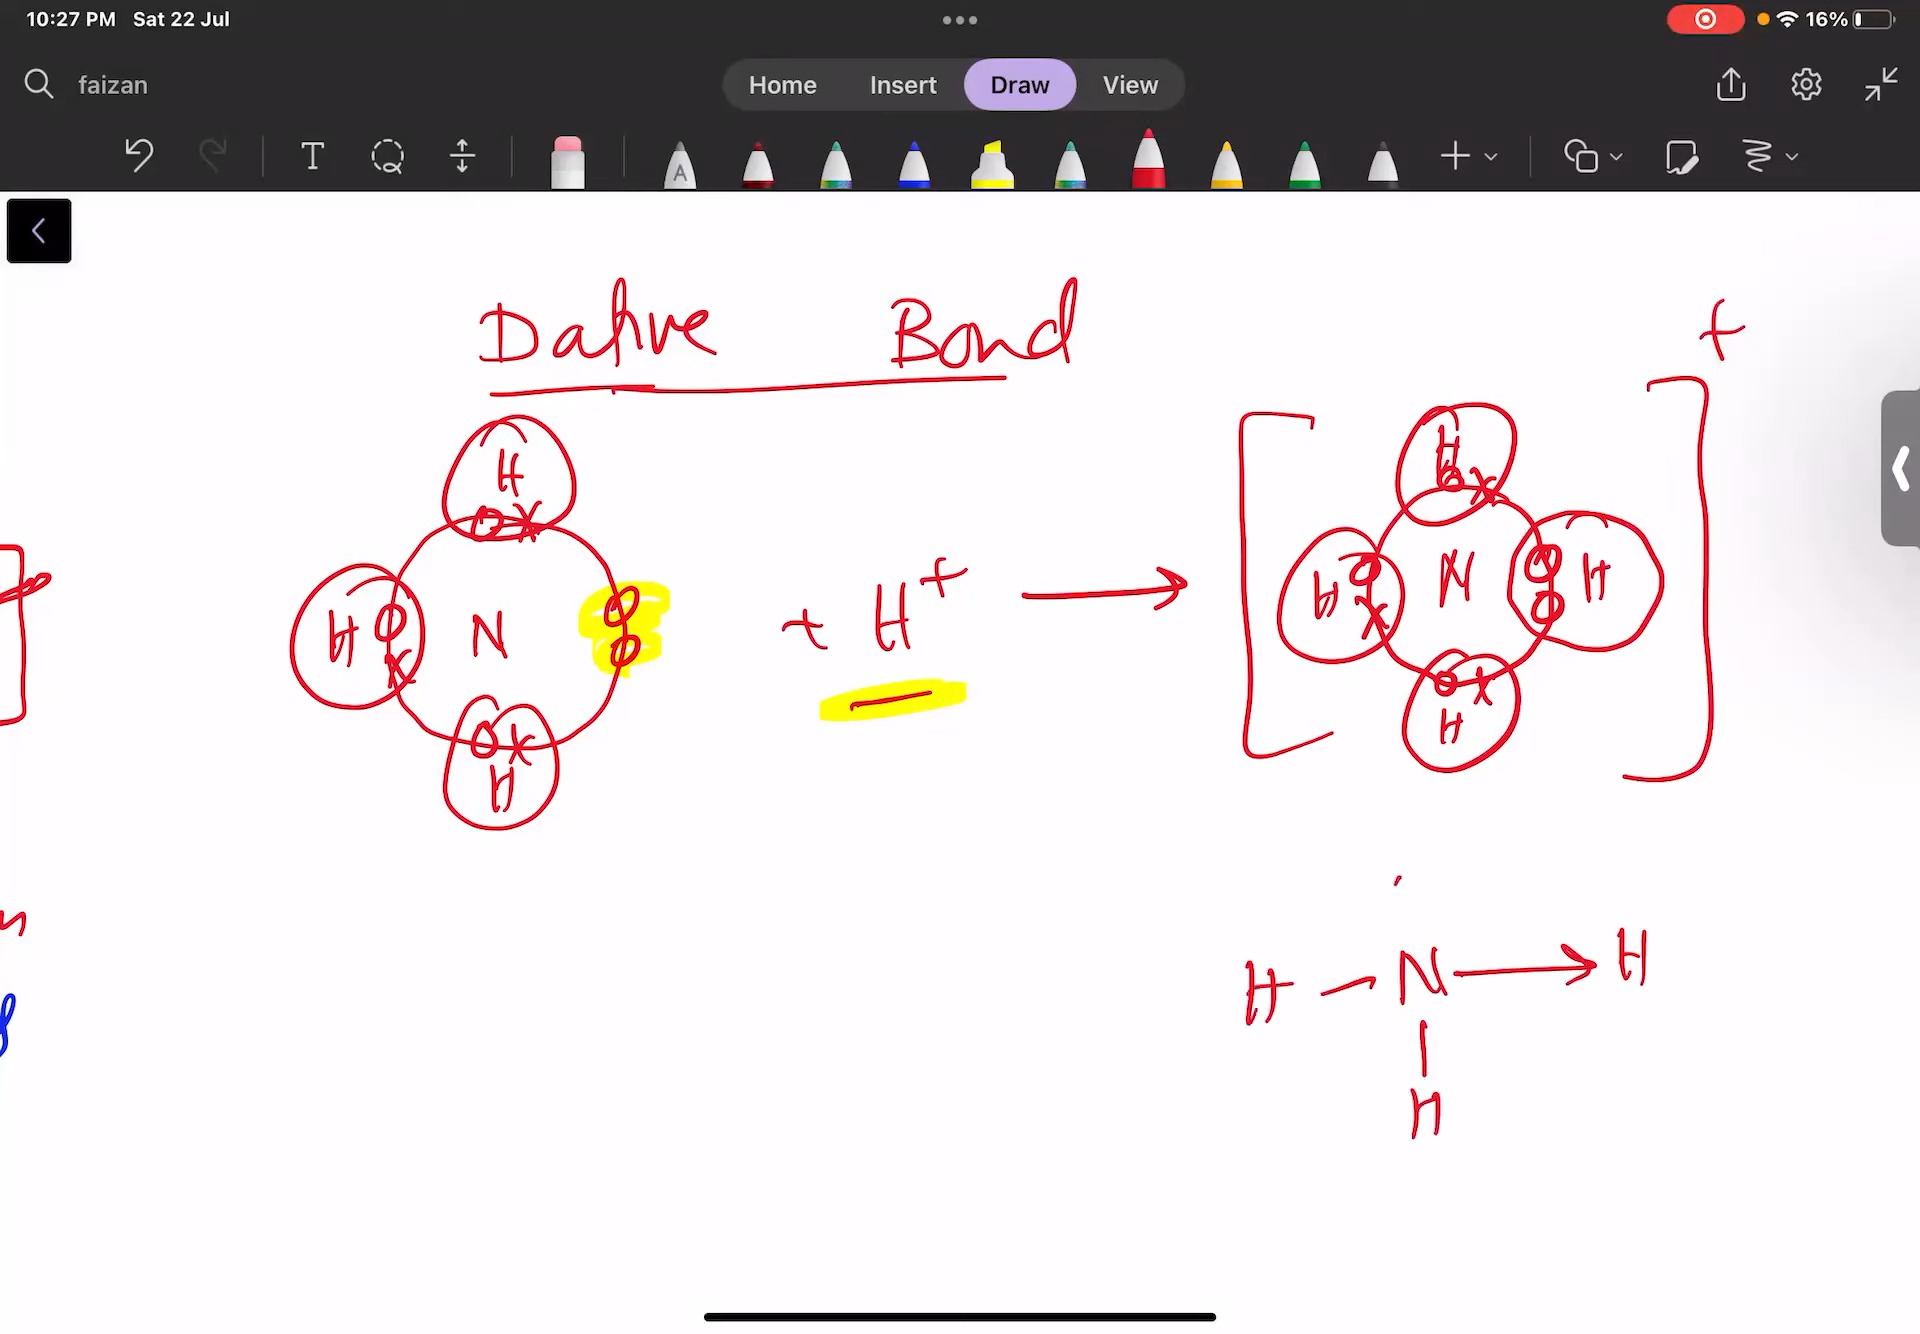 10:27 PM Sat 22 Jul
16%
faizan
Home Insert Draw View
T
A
Dative Bond
+
H
H
H
N
+ H+
H
N
H
H
H
H — N → H
H